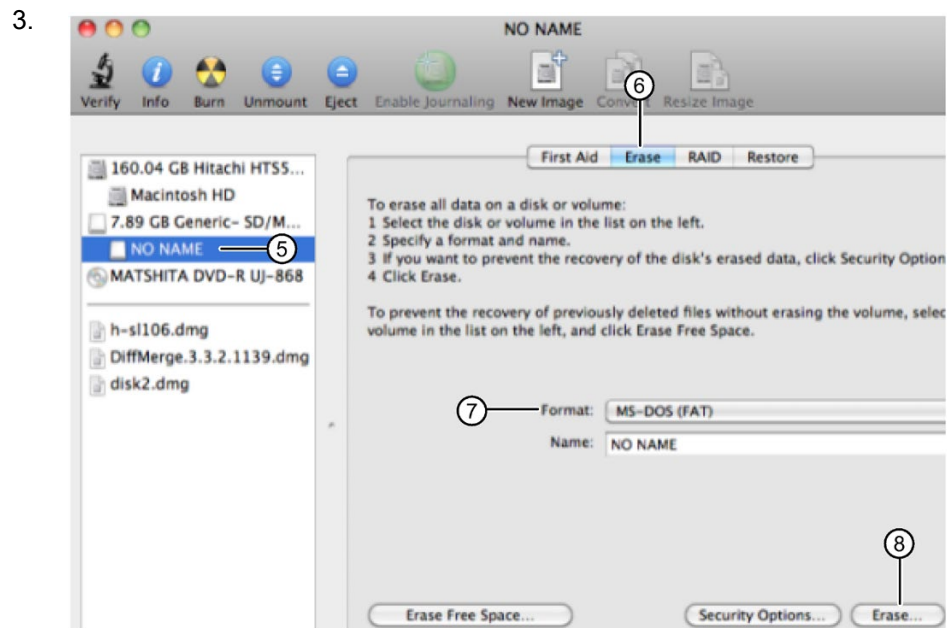 3.
NO NAME
Verify Info Burn Unmount Eject Enable Journaling New Image Convert Resize Image
6
First Aid Erase RAID Restore
160.04 GB Hitachi HTS5...
Macintosh HD
7.89 GB Generic- SD/M...
NO NAME 5
MATSHITA DVD-R UJ-868
h-sl106.dmg
DiffMerge.3.3.2.1139.dmg
disk2.dmg
To erase all data on a disk or volume:
1 Select the disk or volume in the list on the left.
2 Specify a format and name.
3 If you want to prevent the recovery of the disk's erased data, click Security Option
4 Click Erase.
To prevent the recovery of previously deleted files without erasing the volume, selec
volume in the list on the left, and click Erase Free Space.
7 Format: MS-DOS (FAT)
Name: NO NAME
8
Erase Free Space... Security Options... Erase...